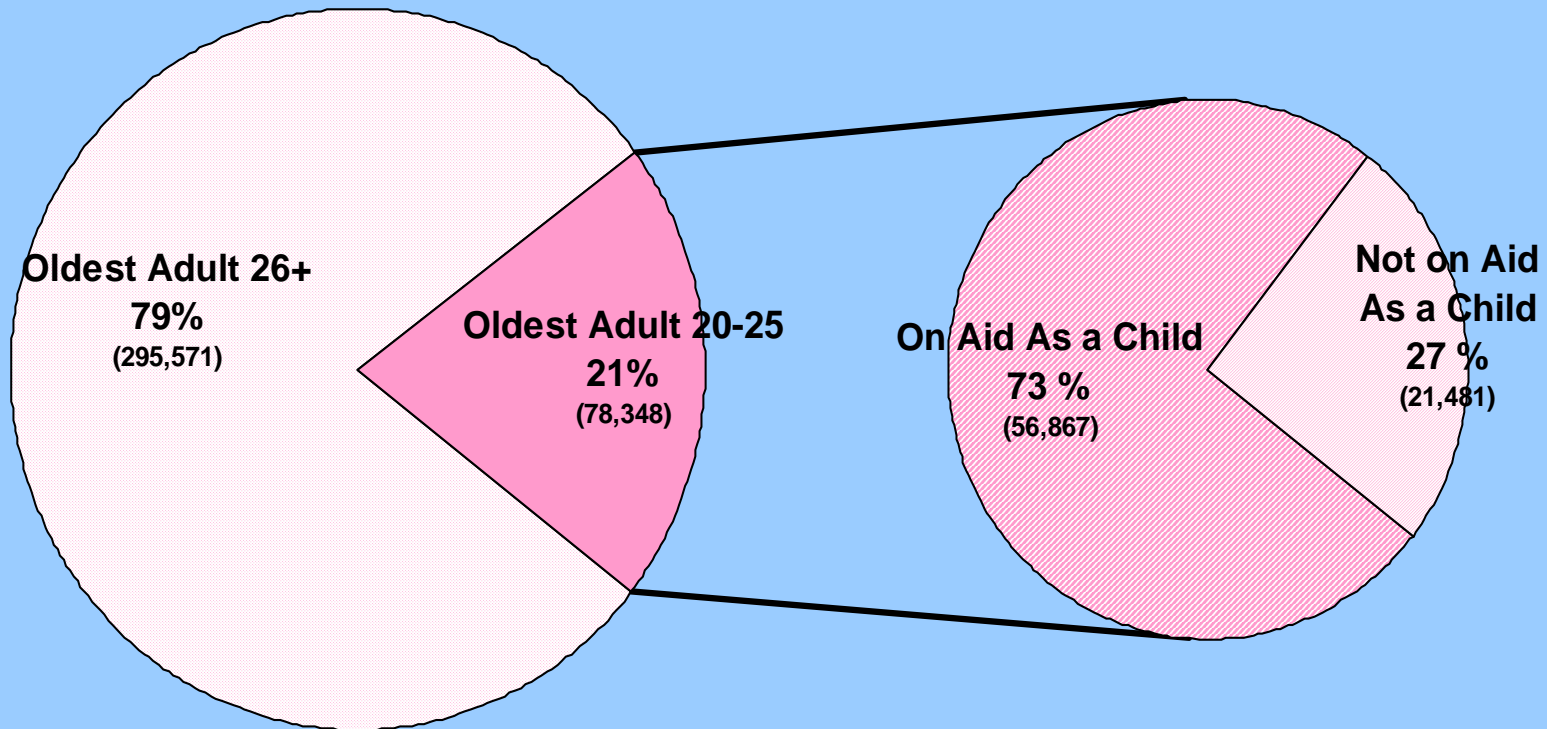 Oldest Adult 26+
79%
(295,571)
Oldest Adult 20-25
21%
(78,348)
On Aid As a Child
73 %
(56,867)
Not on Aid
As a Child
27 %
(21,481)